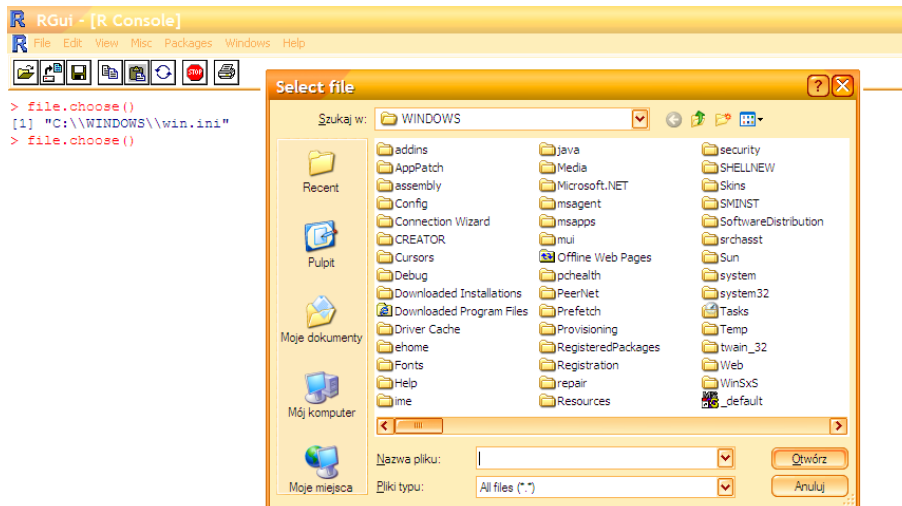 RGui - [R Console]
File Edit View Misc Packages Windows Help
STOP
> file.choose()
[1] "C:\\WINDOWS\\win.ini"
> file.choose()
Select file
Szukaj w: WINDOWS
Recent
Pulpit
Moje dokumenty
Mój komputer
Moje miejsca
addins
AppPatch
assembly
Config
Connection Wizard
CREATOR
Cursors
Debug
Downloaded Installations
Downloaded Program Files
Driver Cache
ehome
Fonts
Help
ime
java
Media
Microsoft.NET
msagent
msapps
mui
Offline Web Pages
pchealth
PeerNet
Prefetch
Provisioning
RegisteredPackages
Registration
repair
Resources
security
SHELLNEW
Skins
SMINST
SoftwareDistribution
srchasst
Sun
system
system32
Tasks
Temp
twain_32
Web
WinSxS
_default
Nazwa pliku:
Otwórz
Pliki typu: All files (*.*)
Anuluj